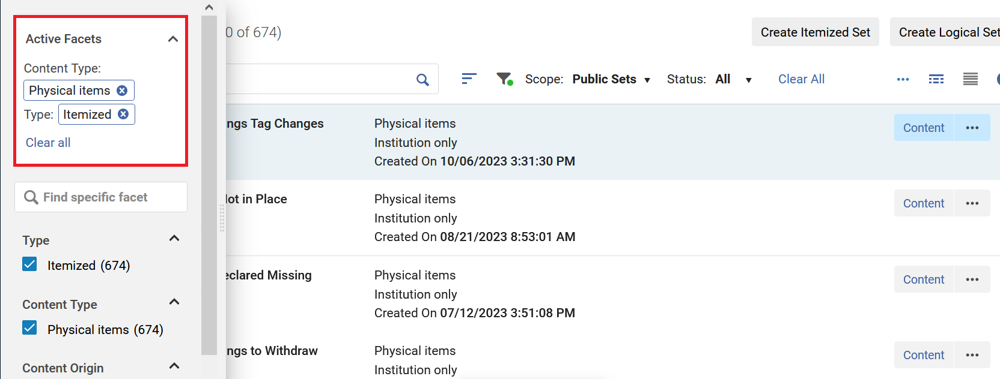 Active Facets
Content Type:
Physical items
Type: Itemized
Clear all
Find specific facet
Type
Itemized (674)
Content Type
Physical items (674)
Content Origin
0 of 674)
Create Itemized Set
Create Logical Set
Scope: Public Sets
Status: All
Clear All
ngs Tag Changes
Physical items
Institution only
Created On 10/06/2023 3:31:30 PM
Content
ot in Place
Physical items
Institution only
Created On 08/21/2023 8:53:01 AM
Content
eclared Missing
Physical items
Institution only
Created On 07/12/2023 3:51:08 PM
Content
ngs to Withdraw
Physical items
Institution only
Content